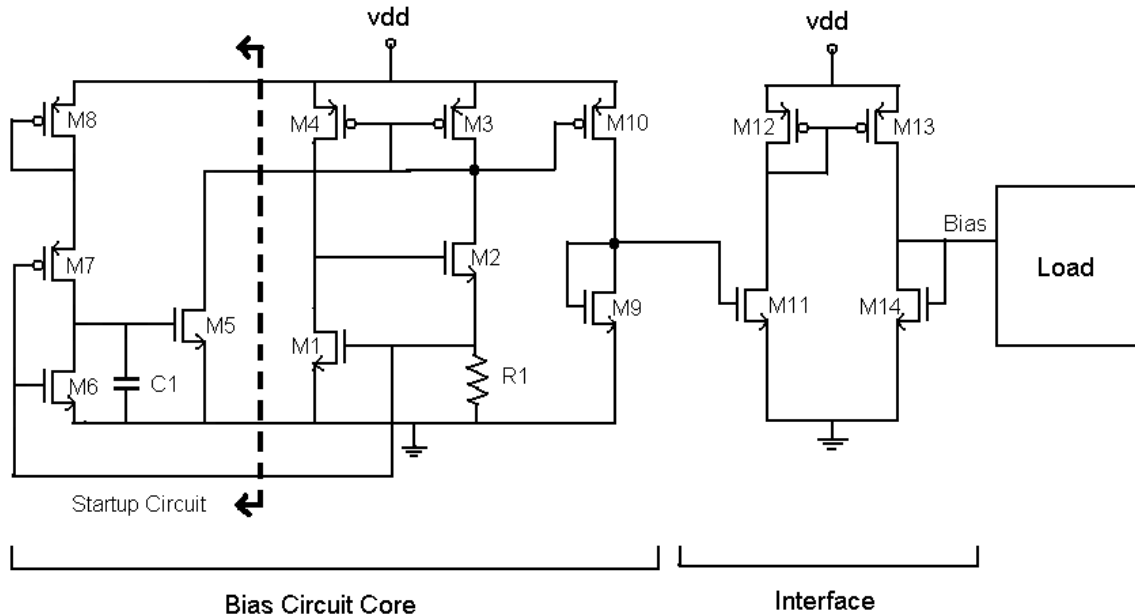 vdd
vdd
M8
M4
M3
M10
M12
M13
M7
M2
Bias
Load
M5
M9
M11
M14
M1
M6
C1
R1
Startup Circuit
Bias Circuit Core
Interface